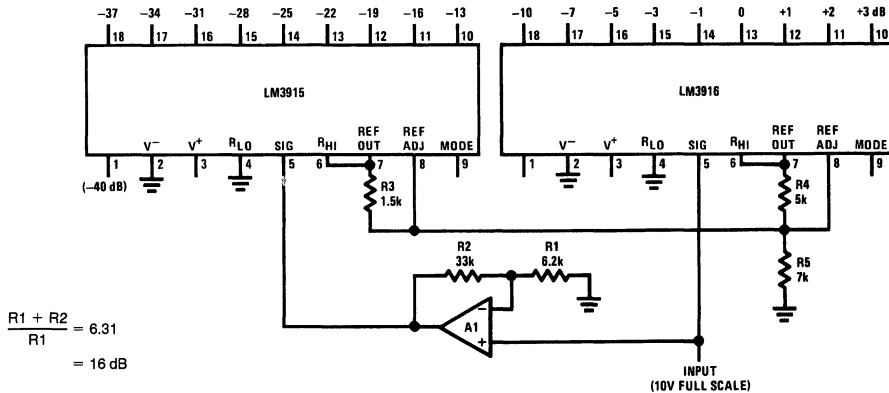 −37 −34 −31 −28 −25 −22 −19 −16 −13 −10 −7 −5 −3 −1 0 +1 +2 +3 dB
18 17 16 15 14 13 12 11 10 18 17 16 15 14 13 12 11 10
LM3915 LM3916
V− V+ RLO SIG RHI REF OUT REF ADJ MODE V− V+ RLO SIG RHI REF OUT REF ADJ MODE
1 2 3 4 5 6 7 8 9 1 2 3 4 5 6 7 8 9
(−40 dB)
R3
1.5k
R4
5k
R2
33k
R1
6.2k
R5
7k
A1
−
+
R1 + R2
R1
= 6.31
= 16 dB
INPUT
(10V FULL SCALE)